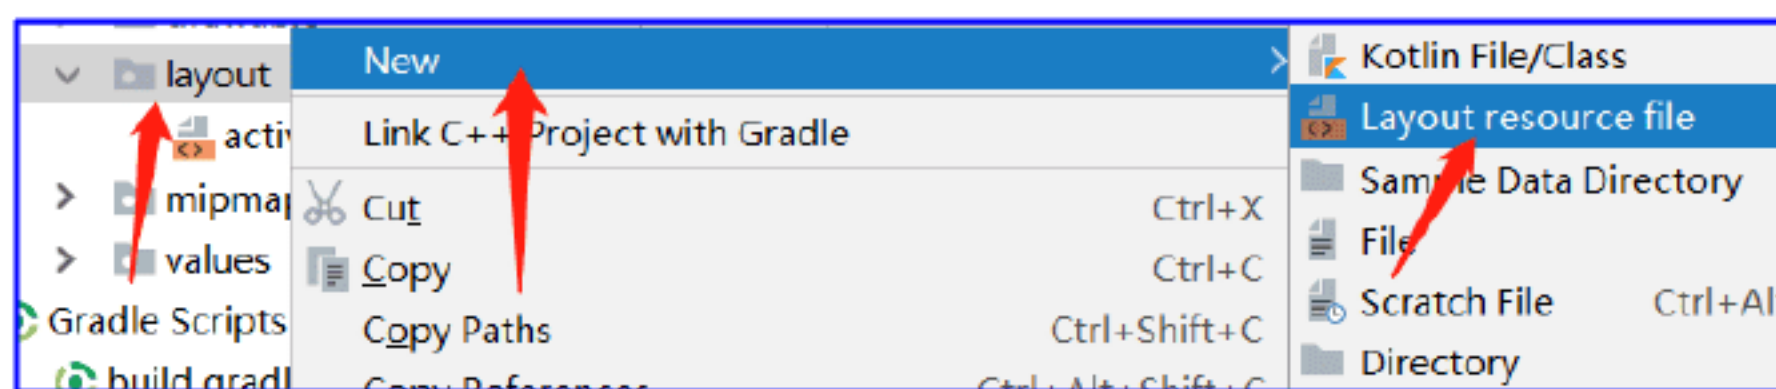 layout
mipmap
values
Gradle Scripts
New
Link C++ Project with Gradle
Cut Ctrl+X
Copy Ctrl+C
Copy Paths Ctrl+Shift+C
Kotlin File/Class
Layout resource file
Sample Data Directory
File
Scratch File
Directory